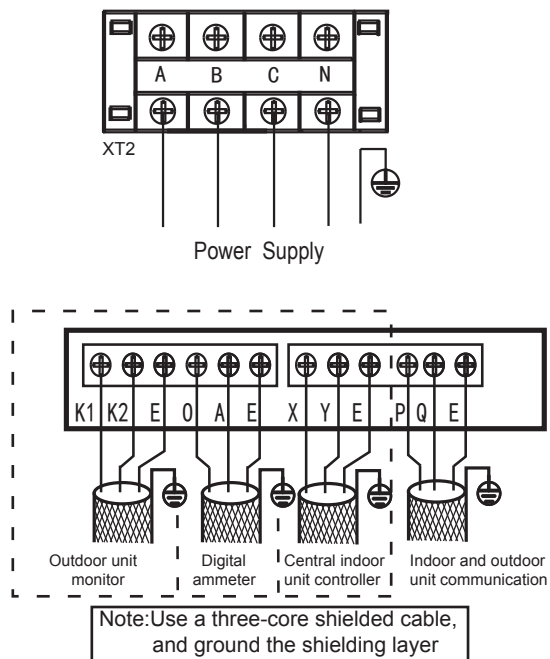 A B C N
XT2
Power Supply
K1 K2 E O A E X Y E P Q E
Outdoor unit
monitor
Digital
ammeter
Central indoor
unit controller
Indoor and outdoor
unit communication
Note:Use a three-core shielded cable,
and ground the shielding layer